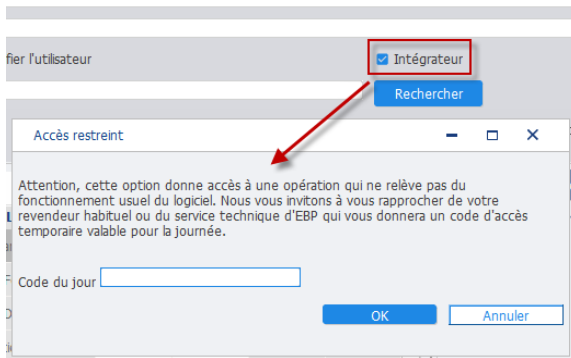 fier l'utilisateur
Intégrateur
Rechercher
Accès restreint
Attention, cette option donne accès à une opération qui ne relève pas du
fonctionnement usuel du logiciel. Nous vous invitons à vous rapprocher de votre
revendeur habituel ou du service technique d'EBP qui vous donnera un code d'accès
temporaire valable pour la journée.
Code du jour
OK
Annuler